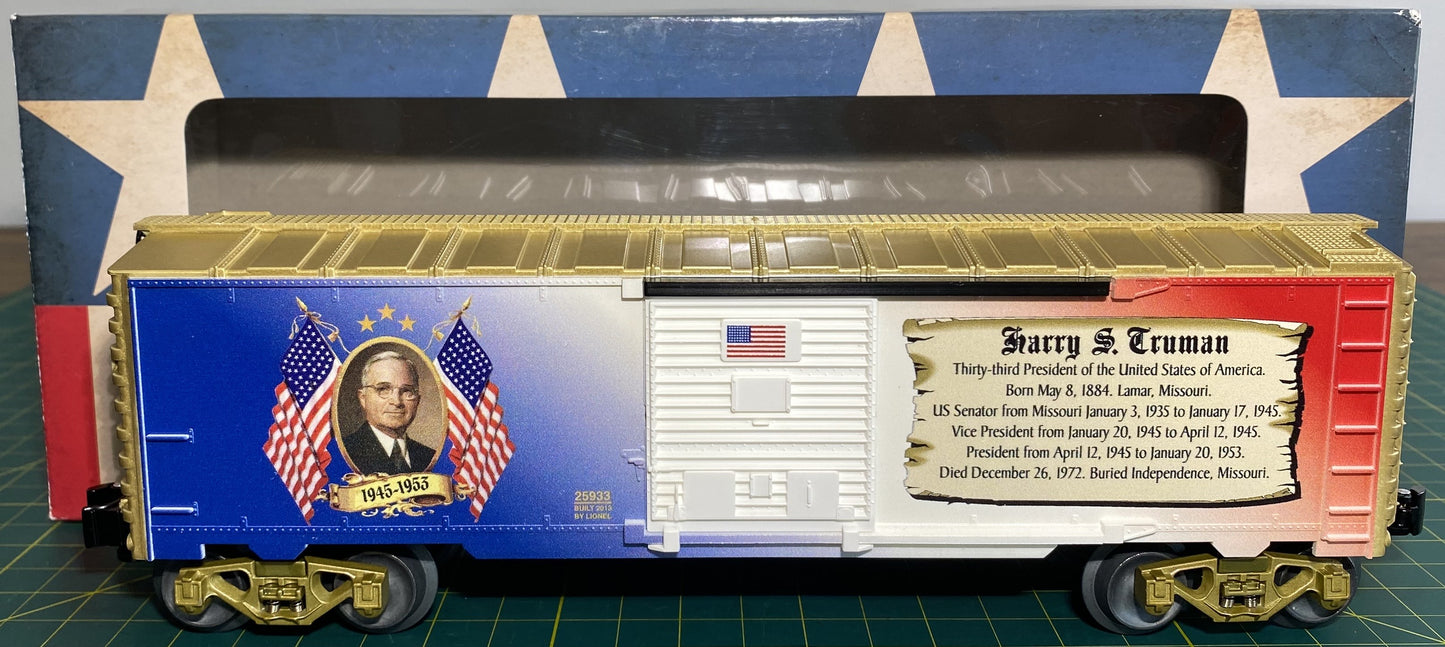 1945-1953
25933
BUILT 2013
BY LIONEL
Harry S. Truman
Thirty-third President of the United States of America.
Born May 8, 1884. Lamar, Missouri.
US Senator from Missouri January 3, 1935 to January 17, 1945.
Vice President from January 20, 1945 to April 12, 1945.
President from April 12, 1945 to January 20, 1953.
Died December 26, 1972. Buried Independence, Missouri.